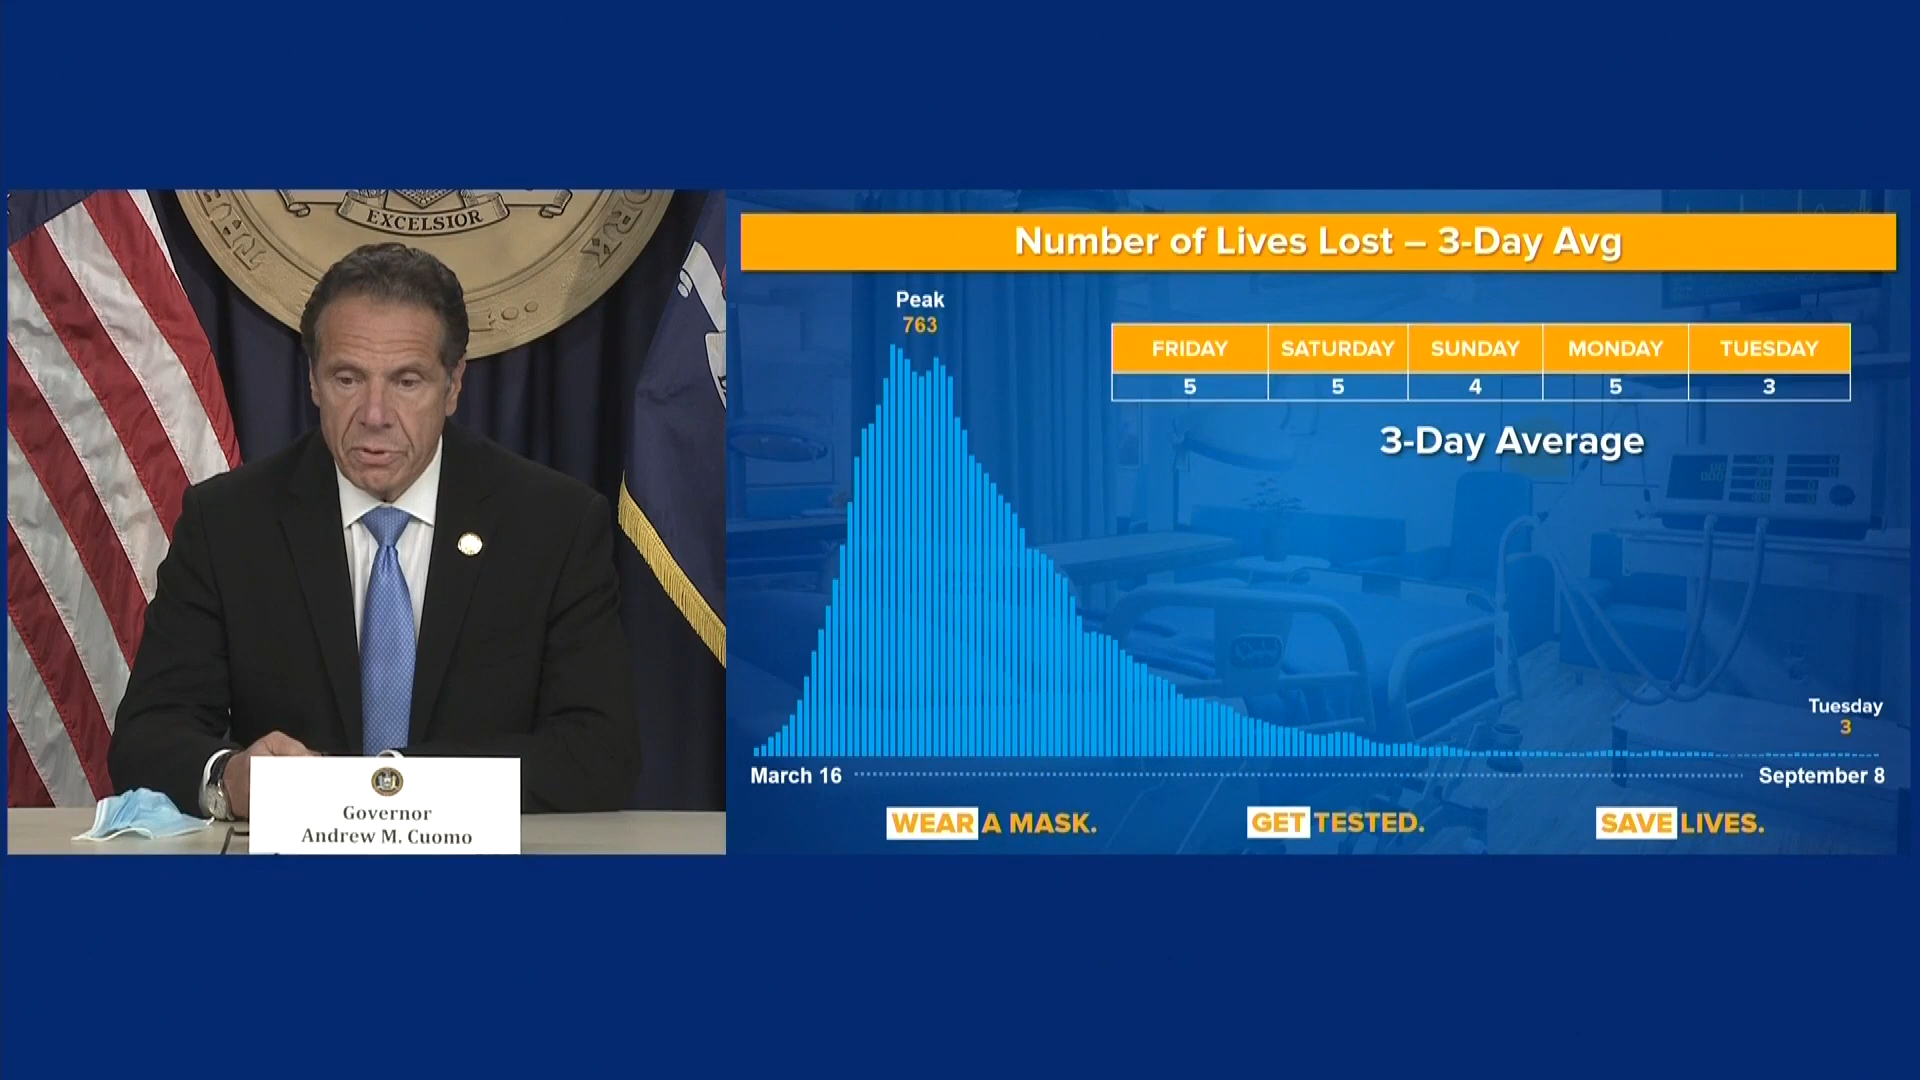 EXCELSIOR
Governor
Andrew M. Cuomo
Number of Lives Lost – 3-Day Avg
Peak
763
FRIDAY SATURDAY SUNDAY MONDAY TUESDAY
5 5 4 5 3
3-Day Average
Tuesday
3
March 16 September 8
WEAR A MASK. GET TESTED. SAVE LIVES.